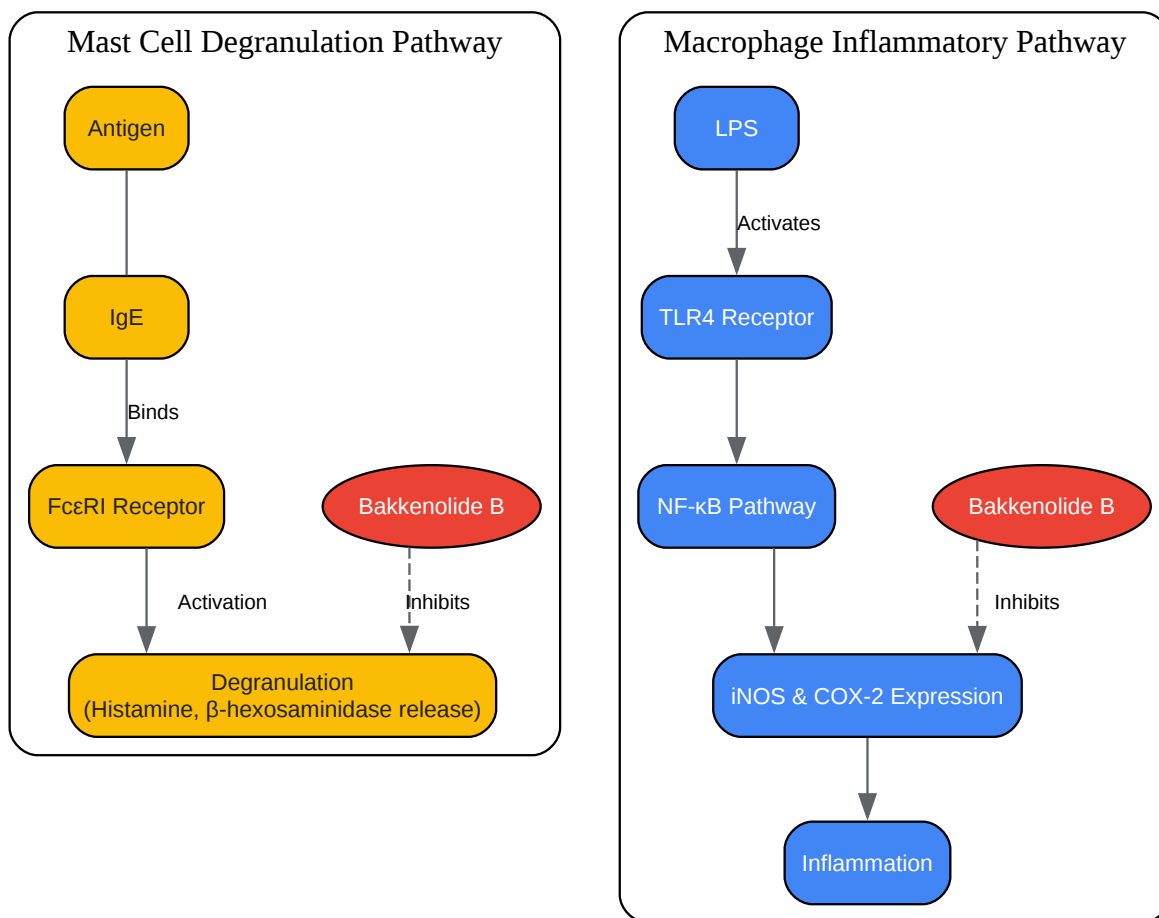 Mast Cell Degranulation Pathway
Antigen
IgE
Binds
FcεRI Receptor
Bakkenolide B
Activation
Inhibits
Degranulation
(Histamine, β-hexosaminidase release)
Macrophage Inflammatory Pathway
LPS
Activates
TLR4 Receptor
NF-κB Pathway
Bakkenolide B
Inhibits
iNOS & COX-2 Expression
Inflammation